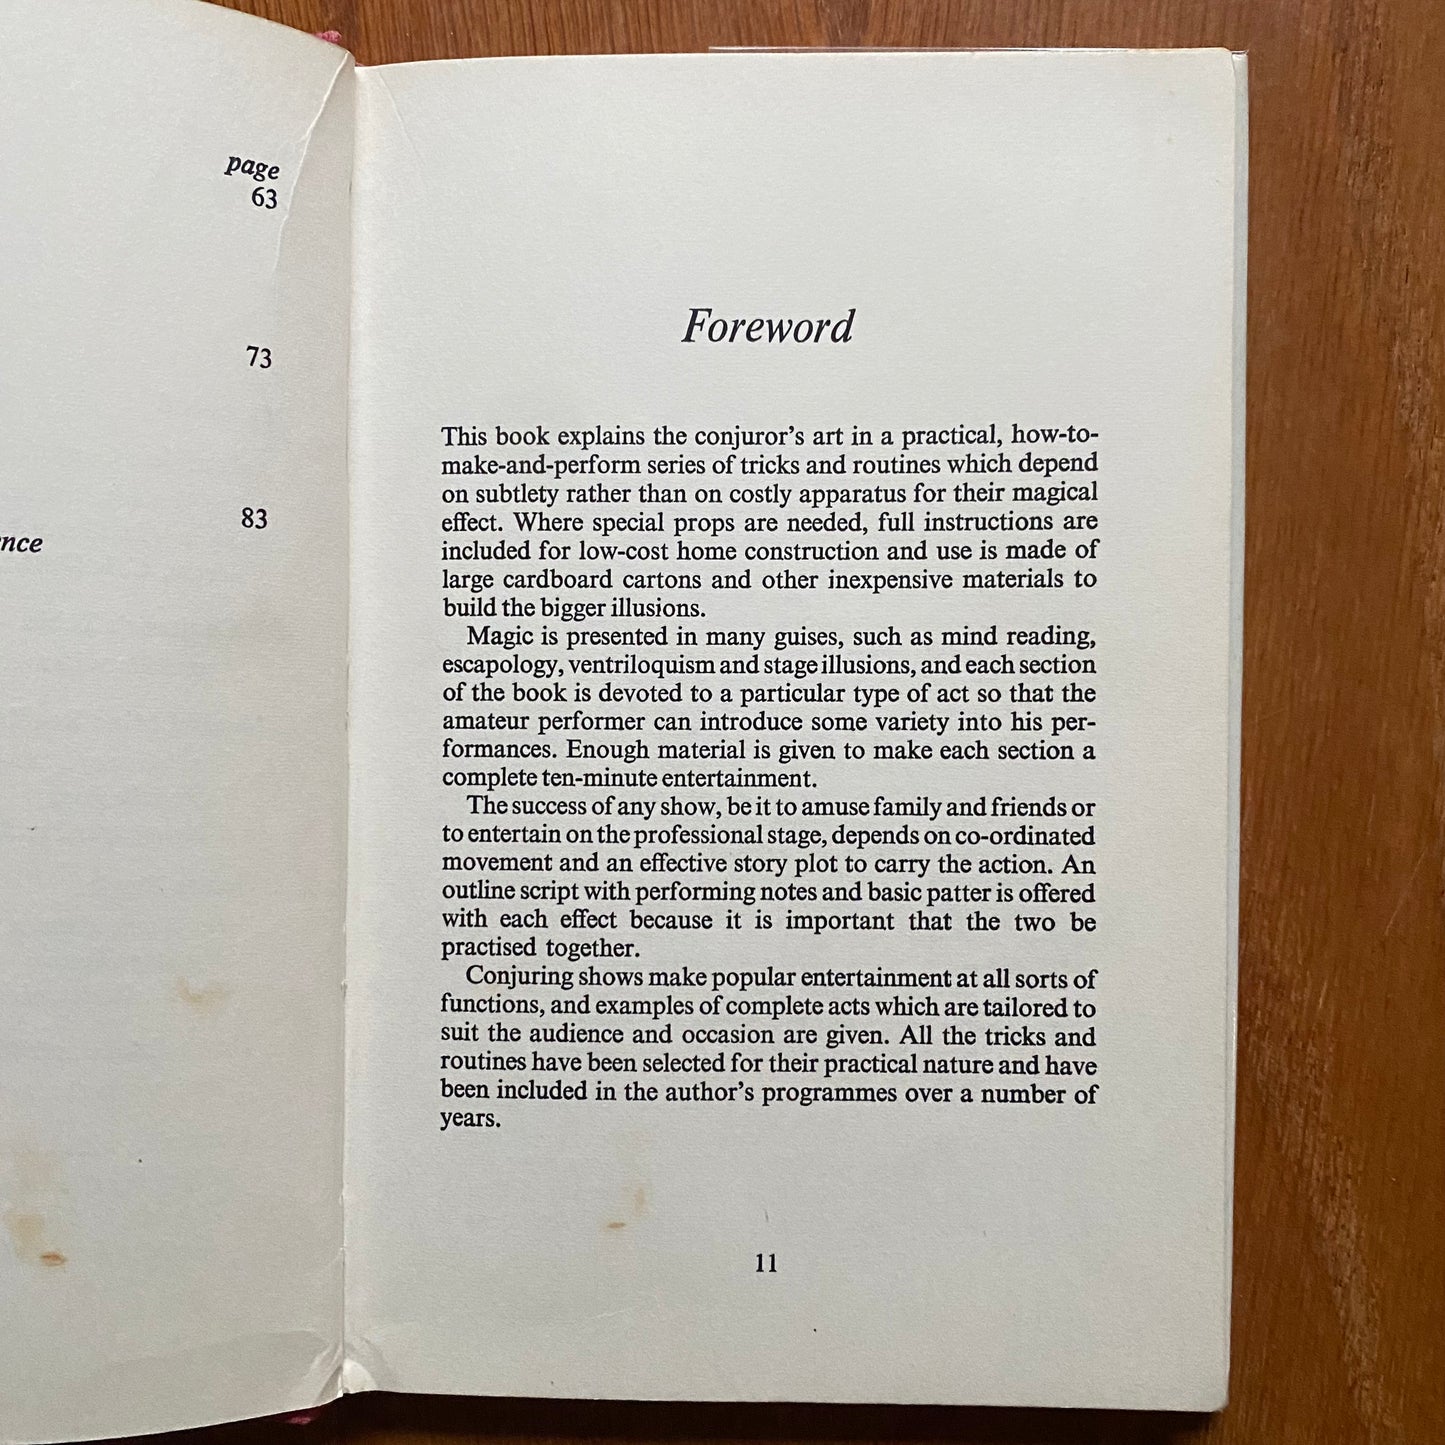 page
63
73
83
nce
Foreword
This book explains the conjuror's art in a practical, how-to-
make-and-perform series of tricks and routines which depend
on subtlety rather than on costly apparatus for their magical
effect. Where special props are needed, full instructions are
included for low-cost home construction and use is made of
large cardboard cartons and other inexpensive materials to
build the bigger illusions.
Magic is presented in many guises, such as mind reading,
escapology, ventriloquism and stage illusions, and each section
of the book is devoted to a particular type of act so that the
amateur performer can introduce some variety into his per-
formances. Enough material is given to make each section a
complete ten-minute entertainment.
The success of any show, be it to amuse family and friends or
to entertain on the professional stage, depends on co-ordinated
movement and an effective story plot to carry the action. An
outline script with performing notes and basic patter is offered
with each effect because it is important that the two be
practised together.
Conjuring shows make popular entertainment at all sorts of
functions, and examples of complete acts which are tailored to
suit the audience and occasion are given. All the tricks and
routines have been selected for their practical nature and have
been included in the author's programmes over a number of
years.
11